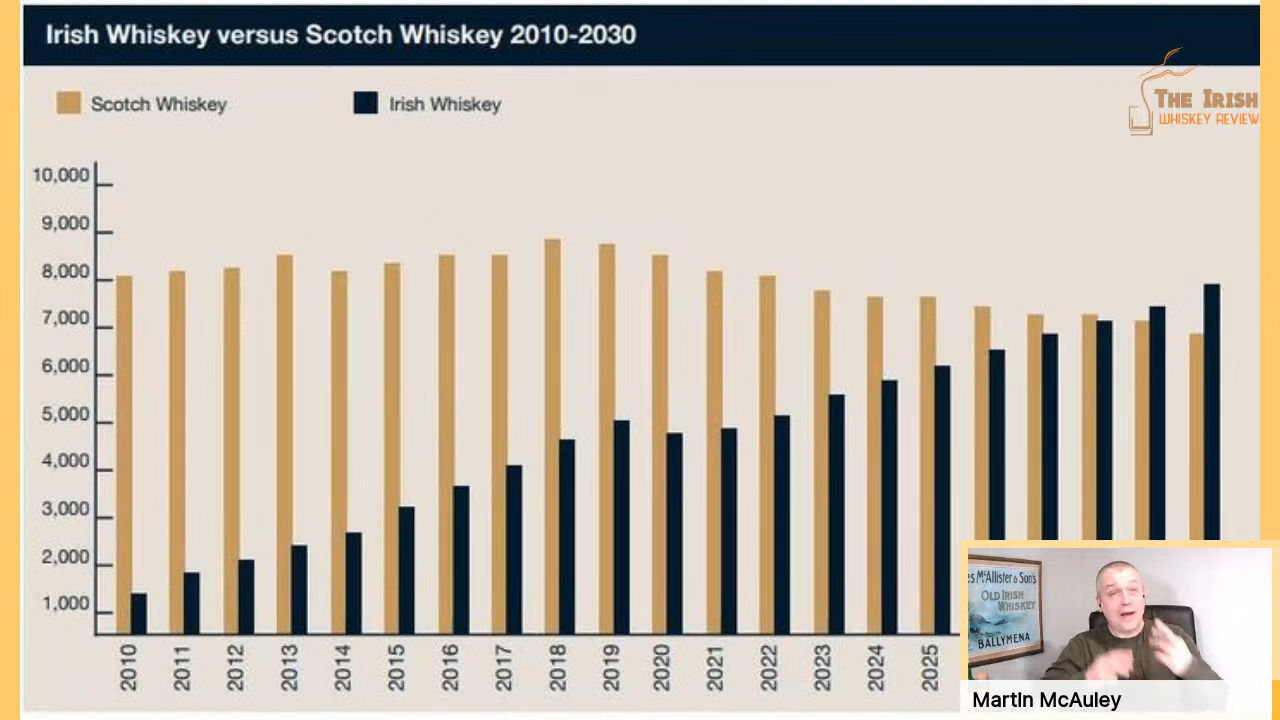 Irish Whiskey versus Scotch Whiskey 2010-2030
Scotch Whiskey
Irish Whiskey
THE IRISH
WHISKEY REVIEW
10,000
9,000
8,000
7,000
6,000
5,000
4,000
3,000
2,000
1,000
2010
2011
2012
2013
2014
2015
2016
2017
2018
2019
2020
2021
2022
2023
2024
2025
es McAllister & Son's
OLD IRISH
WHISKEY
BALLYMENA
Martin McAuley